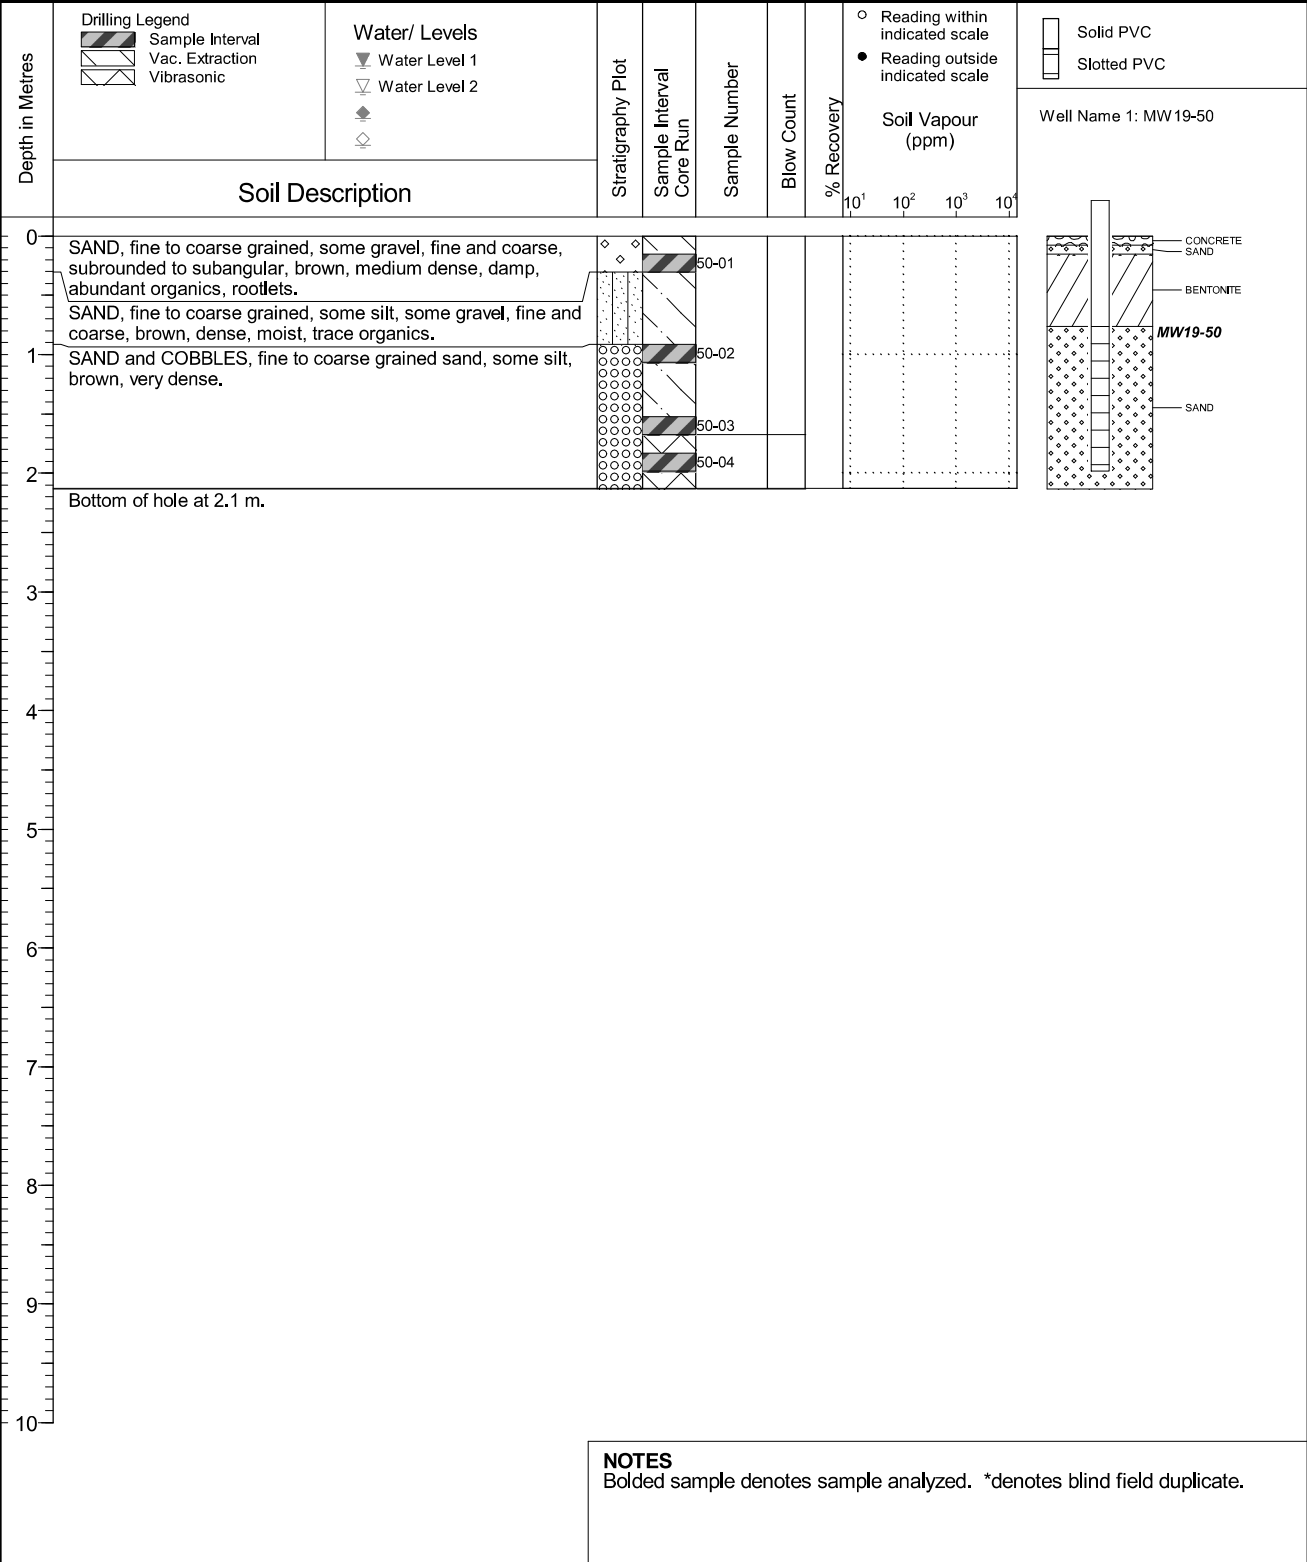 Depth in Metres
Drilling Legend
Sample Interval
Vac. Extraction
Vibrasonic
Water/ Levels
Water Level 1
Water Level 2
Soil Description
Stratigraphy Plot
Sample Interval
Core Run
Sample Number
Blow Count
% Recovery
Reading within
indicated scale
Reading outside
indicated scale
Soil Vapour
(ppm)
10¹ 10² 10³ 10⁴
Solid PVC
Slotted PVC
Well Name 1: MW19-50
0
SAND, fine to coarse grained, some gravel, fine and coarse,
subrounded to subangular, brown, medium dense, damp,
abundant organics, rootlets.
SAND, fine to coarse grained, some silt, some gravel, fine and
coarse, brown, dense, moist, trace organics.
1
SAND and COBBLES, fine to coarse grained sand, some silt,
brown, very dense.
50-01
50-02
50-03
50-04
CONCRETE
SAND
BENTONITE
MW19-50
SAND
2
Bottom of hole at 2.1 m.
3
4
5
6
7
8
9
10
NOTES
Bolded sample denotes sample analyzed. *denotes blind field duplicate.